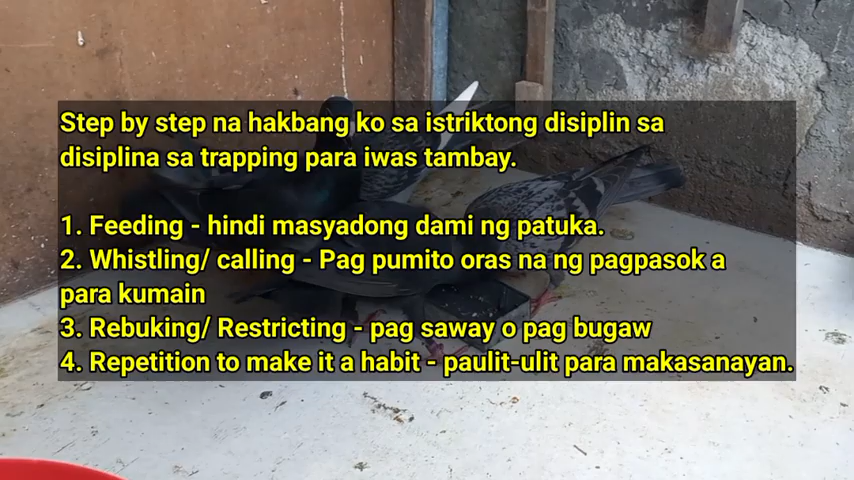 Step by step na hakbang ko sa istriktong disiplin sa
disiplina sa trapping para iwas tambay.
1. Feeding - hindi masyadong dami ng patuka.
2. Whistling/ calling - Pag pumito oras na ng pagpasok a
para kumain
3. Rebuking/ Restricting - pag saway o pag bugaw
4. Repetition to make it a habit - paulit-ulit para makasanayan.